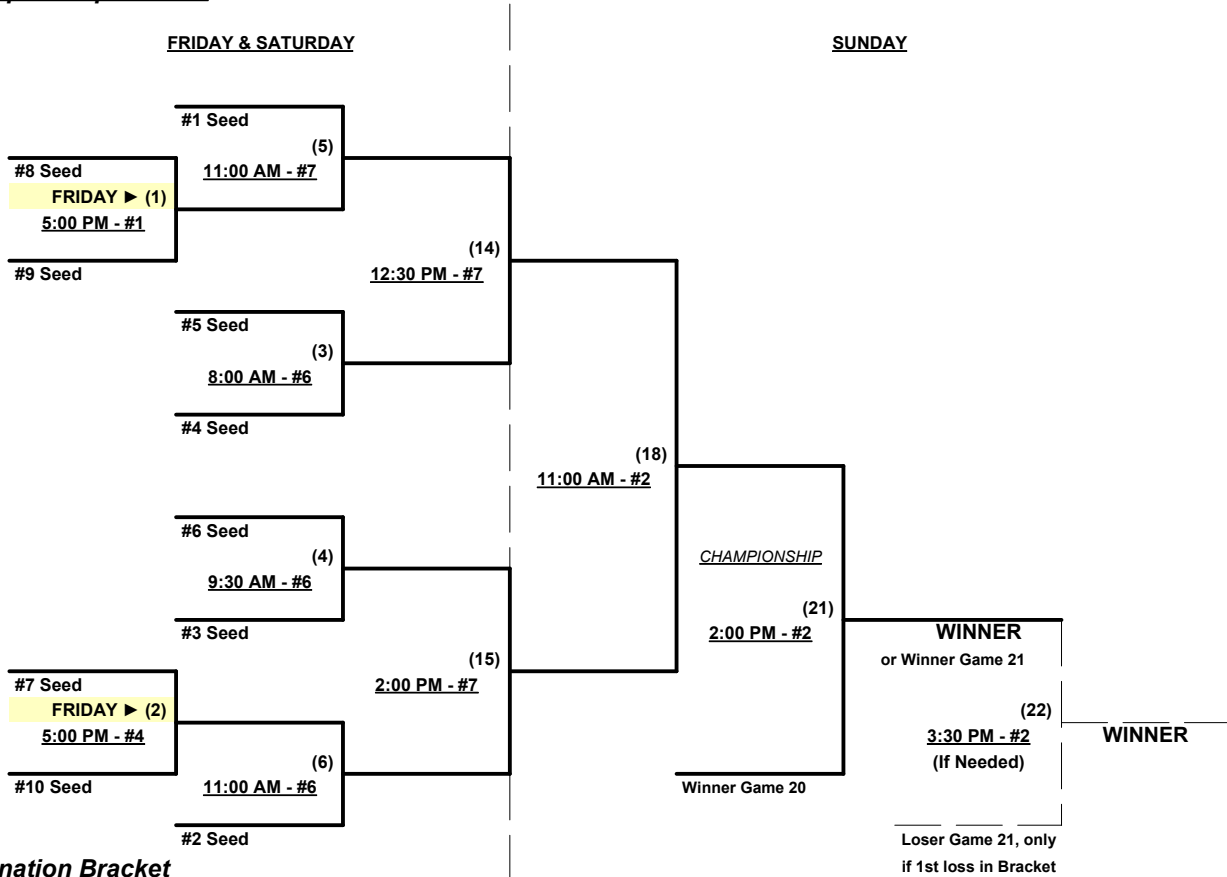 FRIDAY & SATURDAY
SUNDAY
#1 Seed
(5)
#8 Seed
11:00 AM - #7
FRIDAY ► (1)
5:00 PM - #1
(14)
#9 Seed
12:30 PM - #7
#5 Seed
(3)
8:00 AM - #6
#4 Seed
(18)
11:00 AM - #2
#6 Seed
(4)
CHAMPIONSHIP
9:30 AM - #6
(21)
#3 Seed
2:00 PM - #2
WINNER
(15)
or Winner Game 21
#7 Seed
2:00 PM - #7
FRIDAY ► (2)
(22)
5:00 PM - #4
3:30 PM - #2
WINNER
(6)
(If Needed)
#10 Seed
11:00 AM - #6
Winner Game 20
#2 Seed
Loser Game 21, only
if 1st loss in Bracket
nation Bracket